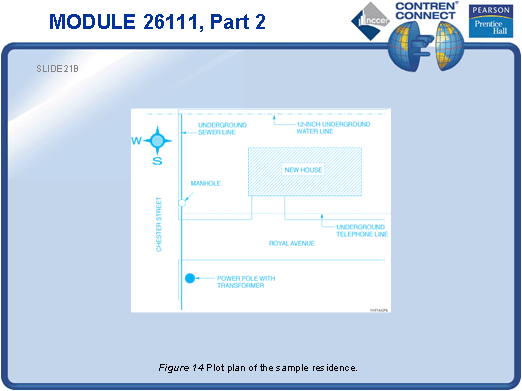 MODULE 26111, Part 2
nccer
CONTREN®
CONNECT
PEARSON
Prentice
Hall
SLIDE 21B
UNDERGROUND
SEWER LINE
12-INCH UNDERGROUND
WATER LINE
W
S
NEW HOUSE
MANHOLE
CHESTER STREET
UNDERGROUND
TELEPHONE LINE
ROYAL AVENUE
POWER POLE WITH
TRANSFORMER
Figure 14 Plot plan of the sample residence.